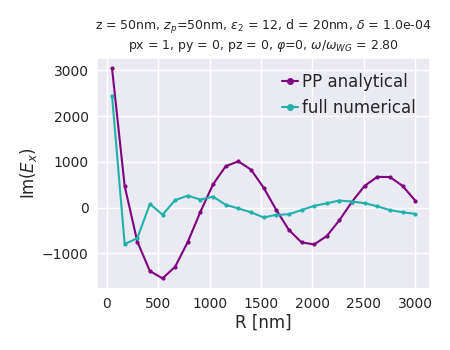 z = 50nm, z_p=50nm, ε_2 = 12, d = 20nm, δ = 1.0e-04
px = 1, py = 0, pz = 0, φ=0, ω/ω_WG = 2.80
Im(E_x)
3000
2000
1000
0
−1000
PP analytical
full numerical
0 500 1000 1500 2000 2500 3000
R [nm]